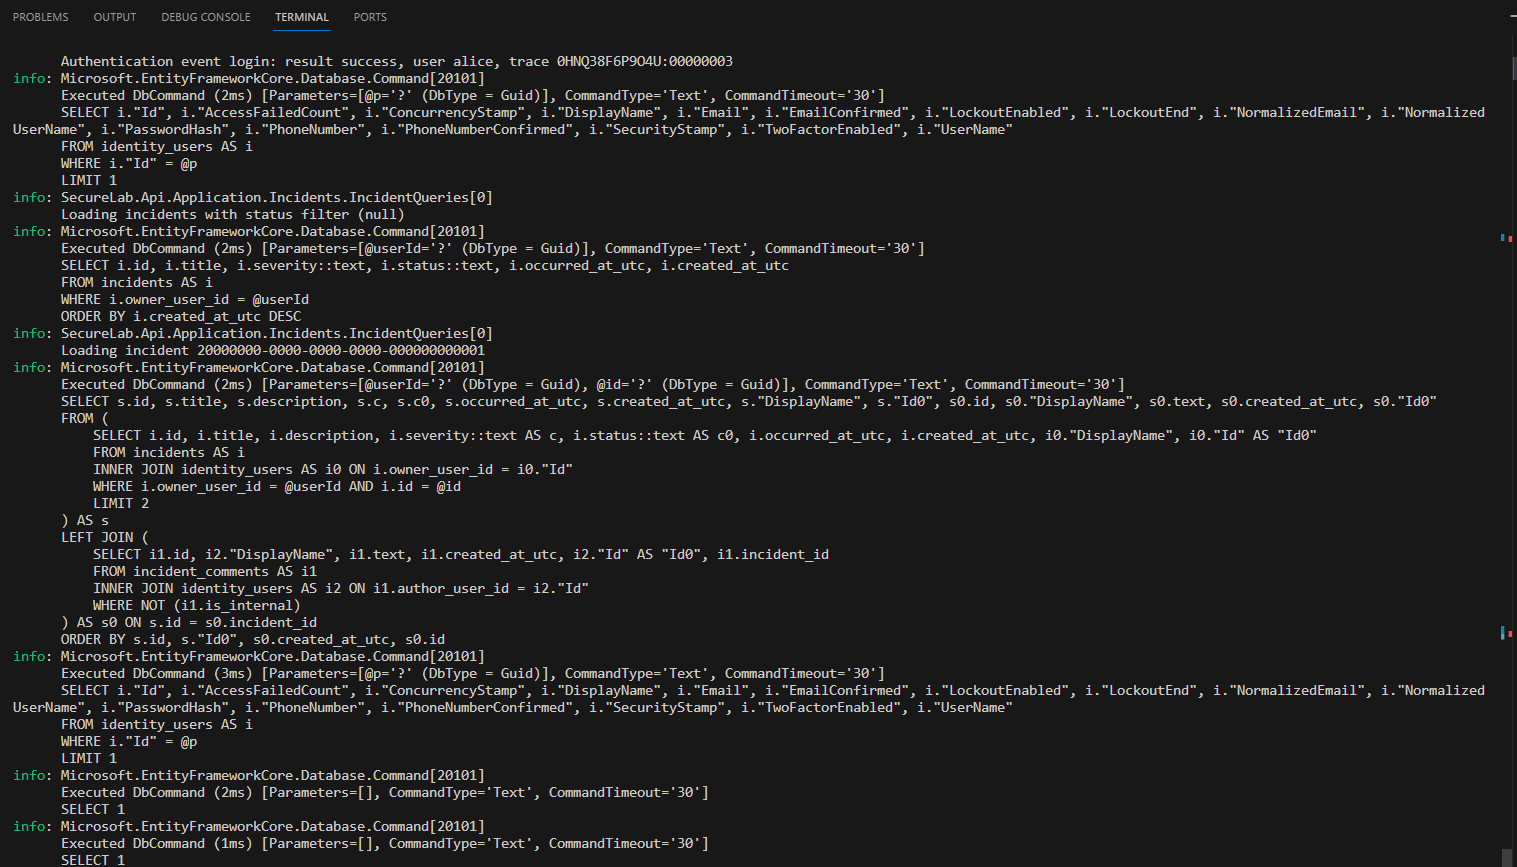 PROBLEMS OUTPUT DEBUG CONSOLE TERMINAL PORTS
Authentication event login: result success, user alice, trace 0HNQ38F6P9O4U:00000003
info: Microsoft.EntityFrameworkCore.Database.Command[20101]
Executed DbCommand (2ms) [Parameters=[@p='?' (DbType = Guid)], CommandType='Text', CommandTimeout='30']
SELECT i."Id", i."AccessFailedCount", i."ConcurrencyStamp", i."DisplayName", i."Email", i."EmailConfirmed", i."LockoutEnabled", i."LockoutEnd", i."NormalizedEmail", i."Normalized
UserName", i."PasswordHash", i."PhoneNumber", i."PhoneNumberConfirmed", i."SecurityStamp", i."TwoFactorEnabled", i."UserName"
FROM identity_users AS i
WHERE i."Id" = @p
LIMIT 1
info: SecureLab.Api.Application.Incidents.IncidentQueries[0]
Loading incidents with status filter (null)
info: Microsoft.EntityFrameworkCore.Database.Command[20101]
Executed DbCommand (2ms) [Parameters=[@userId='?' (DbType = Guid)], CommandType='Text', CommandTimeout='30']
SELECT i.id, i.title, i.severity::text, i.status::text, i.occurred_at_utc, i.created_at_utc
FROM incidents AS i
WHERE i.owner_user_id = @userId
ORDER BY i.created_at_utc DESC
info: SecureLab.Api.Application.Incidents.IncidentQueries[0]
Loading incident 20000000-0000-0000-0000-000000000001
info: Microsoft.EntityFrameworkCore.Database.Command[20101]
Executed DbCommand (2ms) [Parameters=[@userId='?' (DbType = Guid), @id='?' (DbType = Guid)], CommandType='Text', CommandTimeout='30']
SELECT s.id, s.title, s.description, s.c, s.c0, s.occurred_at_utc, s.created_at_utc, s."DisplayName", s."Id0", s0.id, s0."DisplayName", s0.text, s0.created_at_utc, s0."Id0"
FROM (
SELECT i.id, i.title, i.description, i.severity::text AS c, i.status::text AS c0, i.occurred_at_utc, i.created_at_utc, i0."DisplayName", i0."Id" AS "Id0"
FROM incidents AS i
INNER JOIN identity_users AS i0 ON i.owner_user_id = i0."Id"
WHERE i.owner_user_id = @userId AND i.id = @id
LIMIT 2
) AS s
LEFT JOIN (
SELECT i1.id, i2."DisplayName", i1.text, i1.created_at_utc, i2."Id" AS "Id0", i1.incident_id
FROM incident_comments AS i1
INNER JOIN identity_users AS i2 ON i1.author_user_id = i2."Id"
WHERE NOT (i1.is_internal)
) AS s0 ON s.id = s0.incident_id
ORDER BY s.id, s."Id0", s0.created_at_utc, s0.id
info: Microsoft.EntityFrameworkCore.Database.Command[20101]
Executed DbCommand (3ms) [Parameters=[@p='?' (DbType = Guid)], CommandType='Text', CommandTimeout='30']
SELECT i."Id", i."AccessFailedCount", i."ConcurrencyStamp", i."DisplayName", i."Email", i."EmailConfirmed", i."LockoutEnabled", i."LockoutEnd", i."NormalizedEmail", i."Normalized
UserName", i."PasswordHash", i."PhoneNumber", i."PhoneNumberConfirmed", i."SecurityStamp", i."TwoFactorEnabled", i."UserName"
FROM identity_users AS i
WHERE i."Id" = @p
LIMIT 1
info: Microsoft.EntityFrameworkCore.Database.Command[20101]
Executed DbCommand (2ms) [Parameters=[], CommandType='Text', CommandTimeout='30']
SELECT 1
info: Microsoft.EntityFrameworkCore.Database.Command[20101]
Executed DbCommand (1ms) [Parameters=[], CommandType='Text', CommandTimeout='30']
SELECT 1